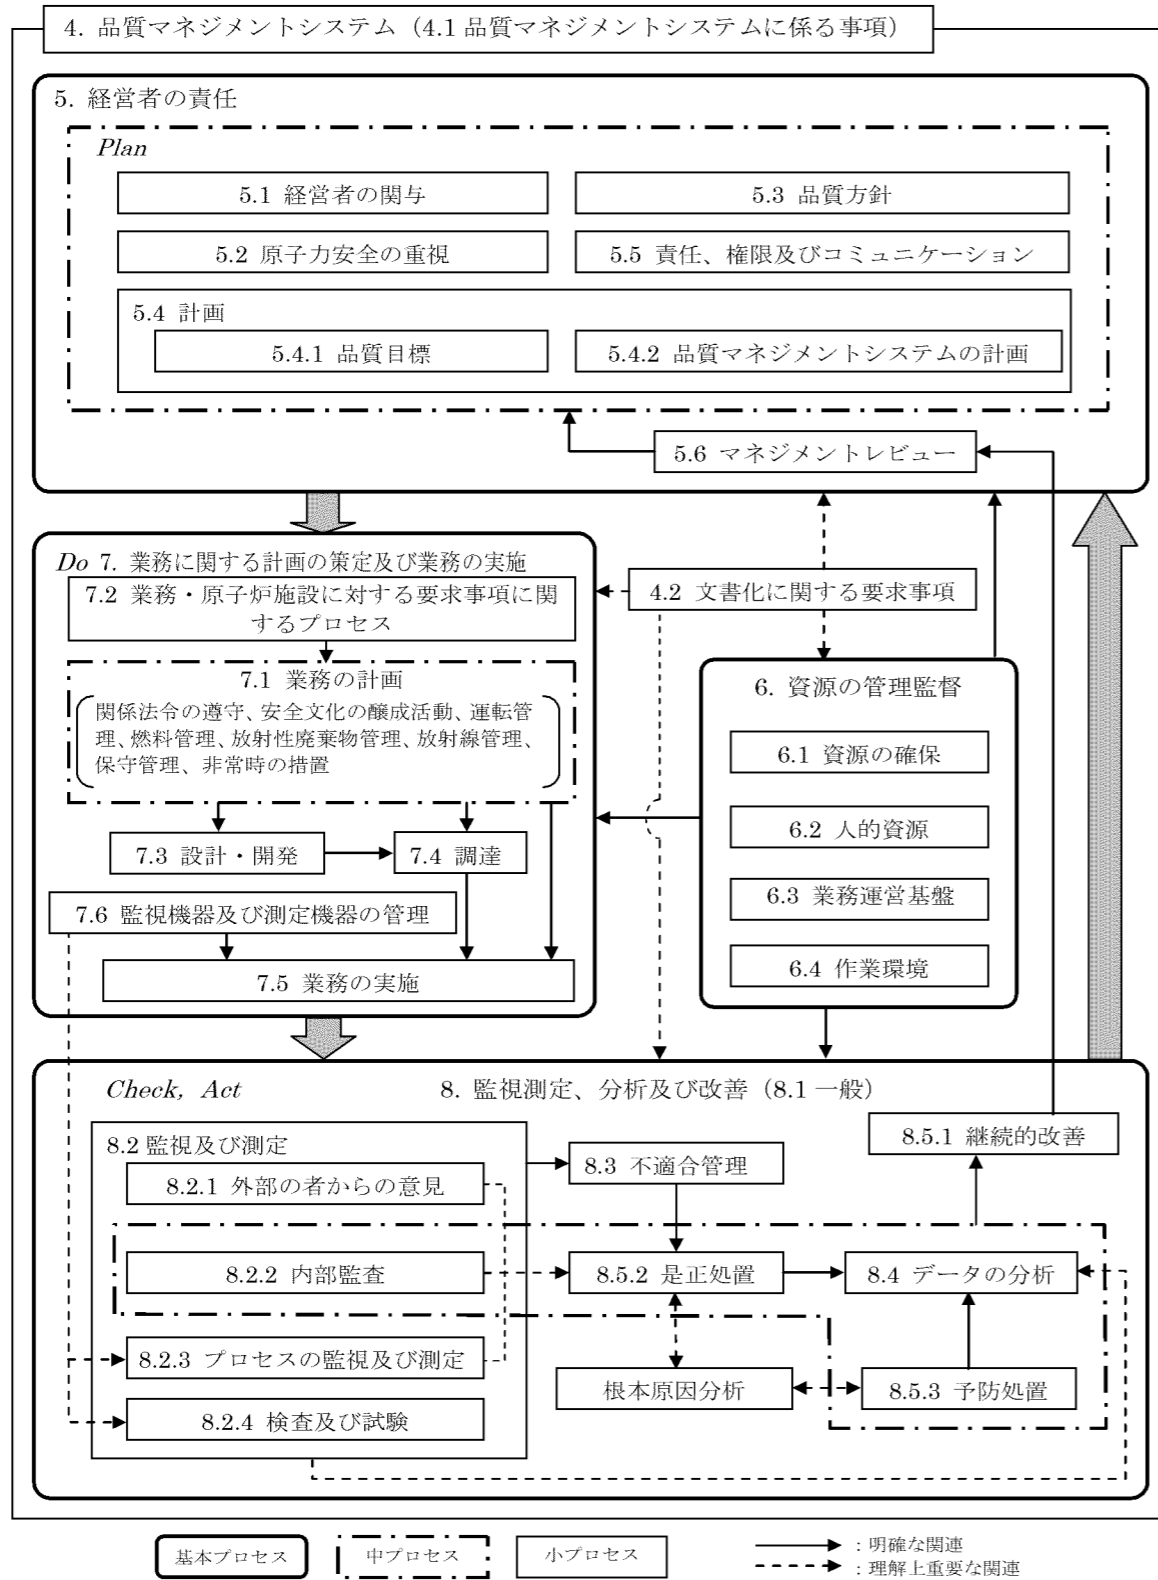 4. 品質マネジメントシステム（4.1 品質マネジメントシステムに係る事項）
5. 経営者の責任
Plan
5.1 経営者の関与
5.3 品質方針
5.2 原子力安全の重視
5.5 責任、権限及びコミュニケーション
5.4 計画
5.4.1 品質目標
5.4.2 品質マネジメントシステムの計画
5.6 マネジメントレビュー
Do 7. 業務に関する計画の策定及び業務の実施
7.2 業務・原子炉施設に対する要求事項に関
するプロセス
4.2 文書化に関する要求事項
7.1 業務の計画
関係法令の遵守、安全文化の醸成活動、運転管
理、燃料管理、放射性廃棄物管理、放射線管理、
保守管理、非常時の措置
6. 資源の管理監督
6.1 資源の確保
6.2 人的資源
6.3 業務運営基盤
6.4 作業環境
7.3 設計・開発
7.4 調達
7.6 監視機器及び測定機器の管理
7.5 業務の実施
Check, Act
8. 監視測定、分析及び改善（8.1 一般）
8.2 監視及び測定
8.2.1 外部の者からの意見
8.3 不適合管理
8.5.1 継続的改善
8.2.2 内部監査
8.5.2 是正処置
8.4 データの分析
8.2.3 プロセスの監視及び測定
根本原因分析
8.5.3 予防処置
8.2.4 検査及び試験
基本プロセス
中プロセス
小プロセス
：明確な関連
：理解上重要な関連